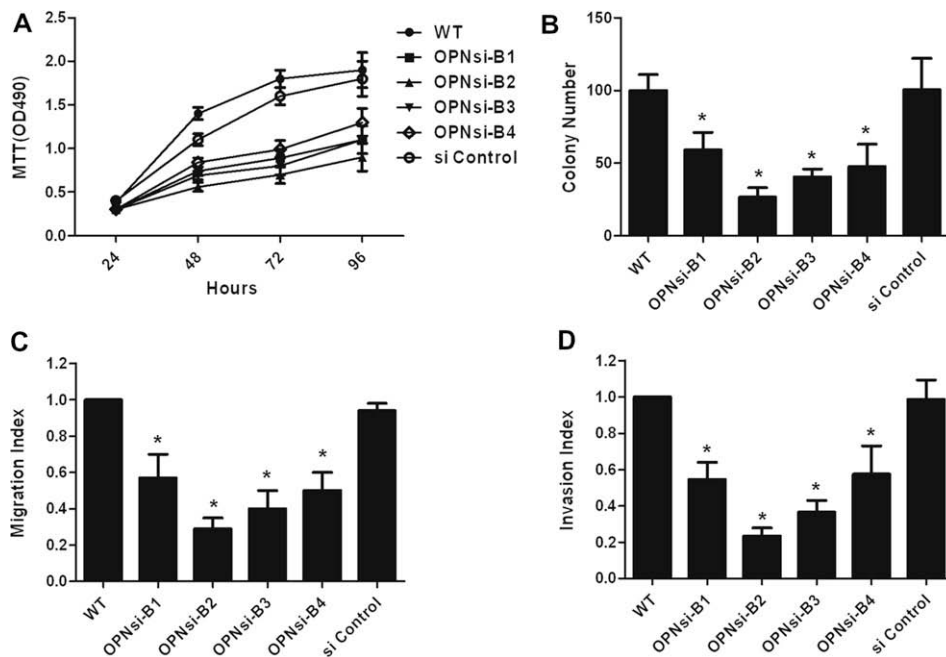 A
MTT(OD490)
2.5
2.0
1.5
1.0
0.5
0.0
24
48
72
96
Hours
WT
OPNsi-B1
OPNsi-B2
OPNsi-B3
OPNsi-B4
si Control
B
Colony Number
150
100
50
0
*
*
*
*
WT
OPNsi-B1
OPNsi-B2
OPNsi-B3
OPNsi-B4
si Control
C
Migration Index
1.2
1.0
0.8
0.6
0.4
0.2
0.0
*
*
*
*
WT
OPNsi-B1
OPNsi-B2
OPNsi-B3
OPNsi-B4
si Control
D
Invasion Index
1.2
1.0
0.8
0.6
0.4
0.2
0.0
*
*
*
*
WT
OPNsi-B1
OPNsi-B2
OPNsi-B3
OPNsi-B4
si Control